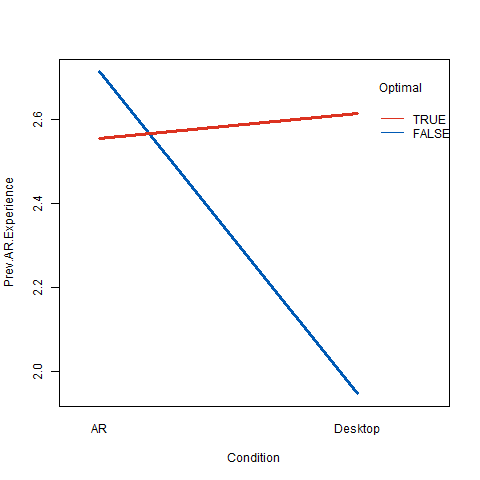 Optimal
TRUE
FALSE
Prev.AR.Experience
2.6
2.4
2.2
2.0
AR
Desktop
Condition